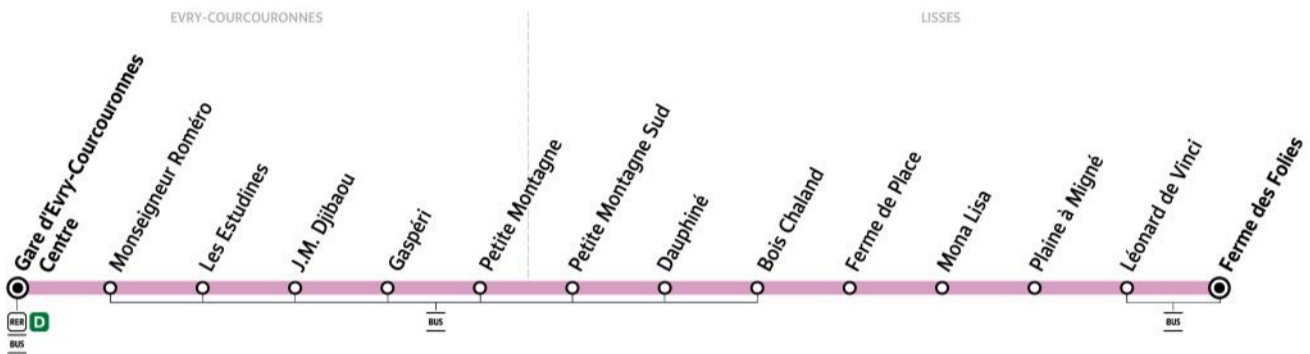 EVRY-COURCOURONNES
LISSES
Gare d'Evry-Courcouronnes
Centre
Monseigneur Roméro
Les Estudines
J.M. Djibaou
Gaspéri
Petite Montagne
Petite Montagne Sud
Dauphiné
Bois Chaland
Ferme de Place
Mona Lisa
Plaine à Migné
Léonard de Vinci
Ferme des Folies
RER D
BUS
BUS
BUS